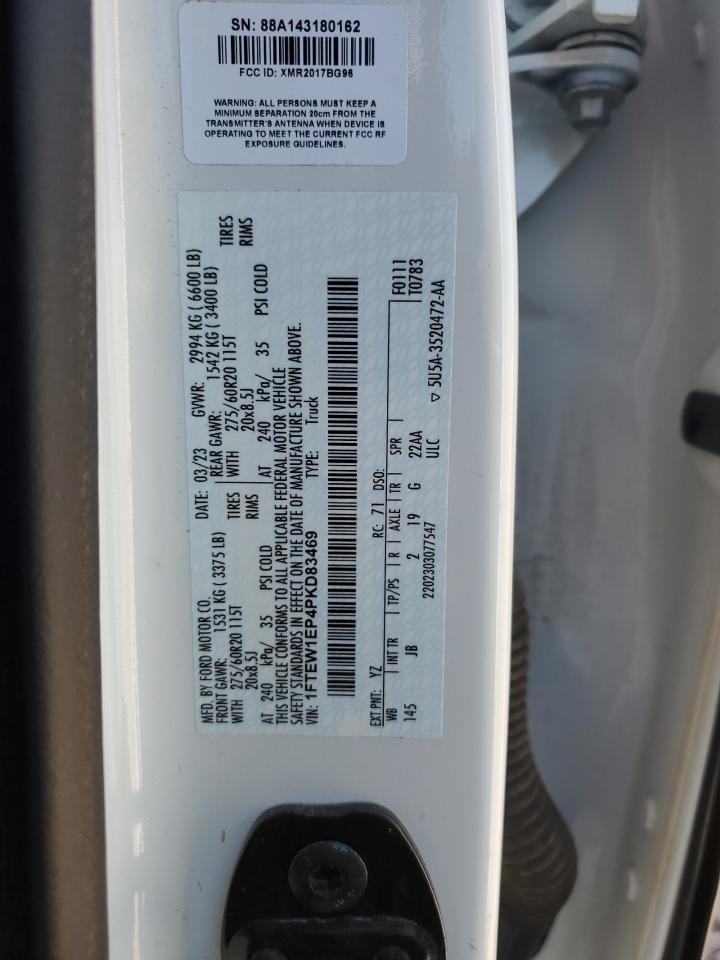 SN: 88A143180162
FCC ID: XMR2017BG96
WARNING: ALL PERSONS MUST KEEP A
MINIMUM SEPARATION 20cm FROM THE
TRANSMITTER'S ANTENNA WHEN DEVICE IS
OPERATING TO MEET THE CURRENT FCC RF
EXPOSURE GUIDELINES.
MFD. BY FORD MOTOR CO. DATE: 03/23 GVWR: 2994 KG ( 6600 LB)
FRONT GAWR: 1531 KG ( 3375 LB) REAR GAWR: 1542 KG ( 3400 LB)
WITH 275/60R20 115T TIRES WITH 275/60R20 115T TIRES
20x8.5J RIMS 20x8.5J RIMS
AT 240 kPa/ 35 PSI COLD AT 240 kPa/ 35 PSI COLD
THIS VEHICLE CONFORMS TO ALL APPLICABLE FEDERAL MOTOR VEHICLE
SAFETY STANDARDS IN EFFECT ON THE DATE OF MANUFACTURE SHOWN ABOVE.
VIN: 1FTEW1EP4PKD83469 TYPE: Truck
EXT PNT: YZ RC: 71 DSO: F0111
WB INT TR TP/PS R AXLE TR SPR T0783
145 JB 2 19 G 22AA
2202303077547 ULC ▽ 5U5A-3520472-AA